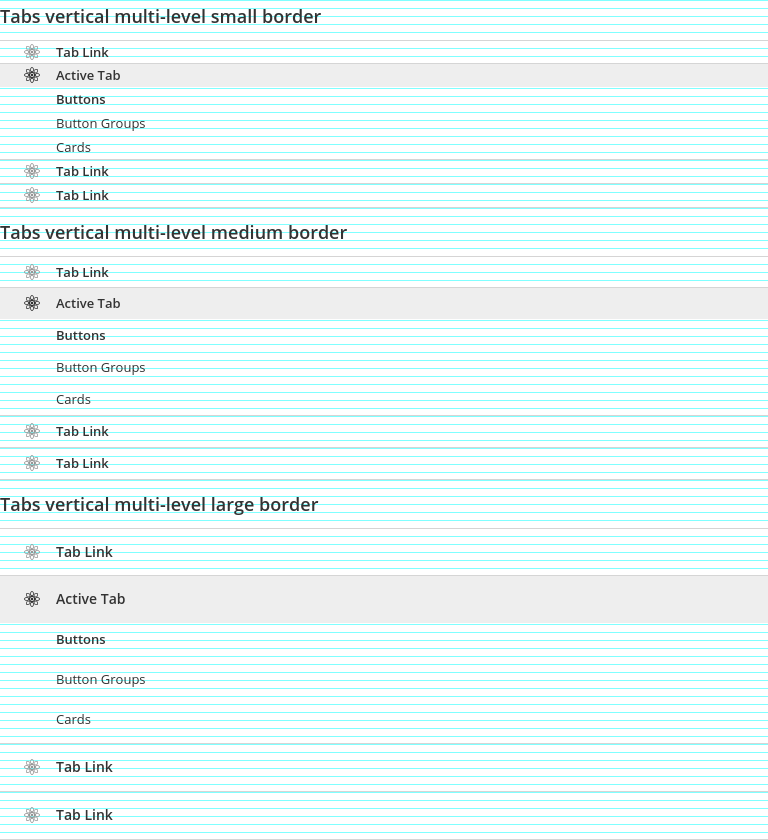 Tabs vertical multi-level small border
Tab Link
Active Tab
Buttons
Button Groups
Cards
Tab Link
Tab Link
Tabs vertical multi-level medium border
Tab Link
Active Tab
Buttons
Button Groups
Cards
Tab Link
Tab Link
Tabs vertical multi-level large border
Tab Link
Active Tab
Buttons
Button Groups
Cards
Tab Link
Tab Link